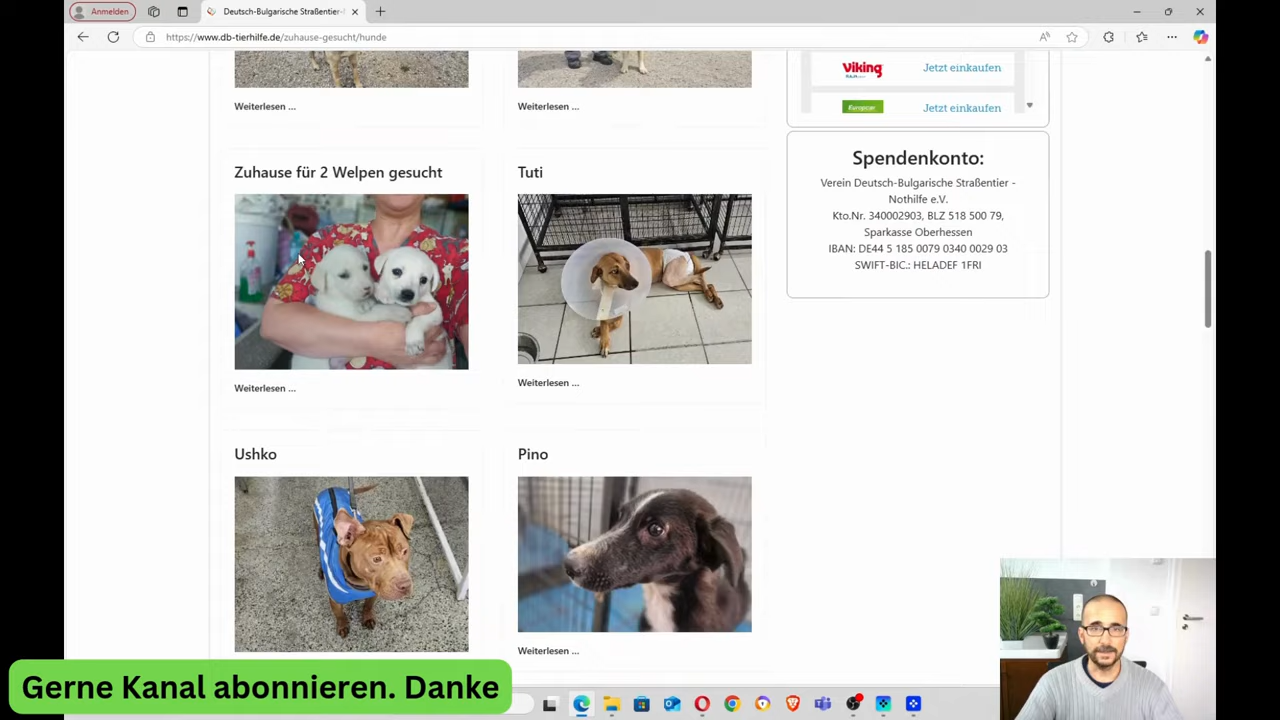 Anmelden
Deutsch-Bulgarische Straßentier-
https://www.db-tierhilfe.de/zuhause-gesucht/hunde
Weiterlesen ...
Weiterlesen ...
Viking
Jetzt einkaufen
European
Jetzt einkaufen
Zuhause für 2 Welpen gesucht
Tuti
Weiterlesen ...
Weiterlesen ...
Spendenkonto:
Verein Deutsch-Bulgarische Straßentier -
Nothilfe e.V.
Kto.Nr. 340002903, BLZ 518 500 79,
Sparkasse Oberhessen
IBAN: DE44 5 185 0079 0340 0029 03
SWIFT-BIC.: HELADEF 1FRI
Ushko
Pino
Weiterlesen ...
Gerne Kanal abonnieren. Danke